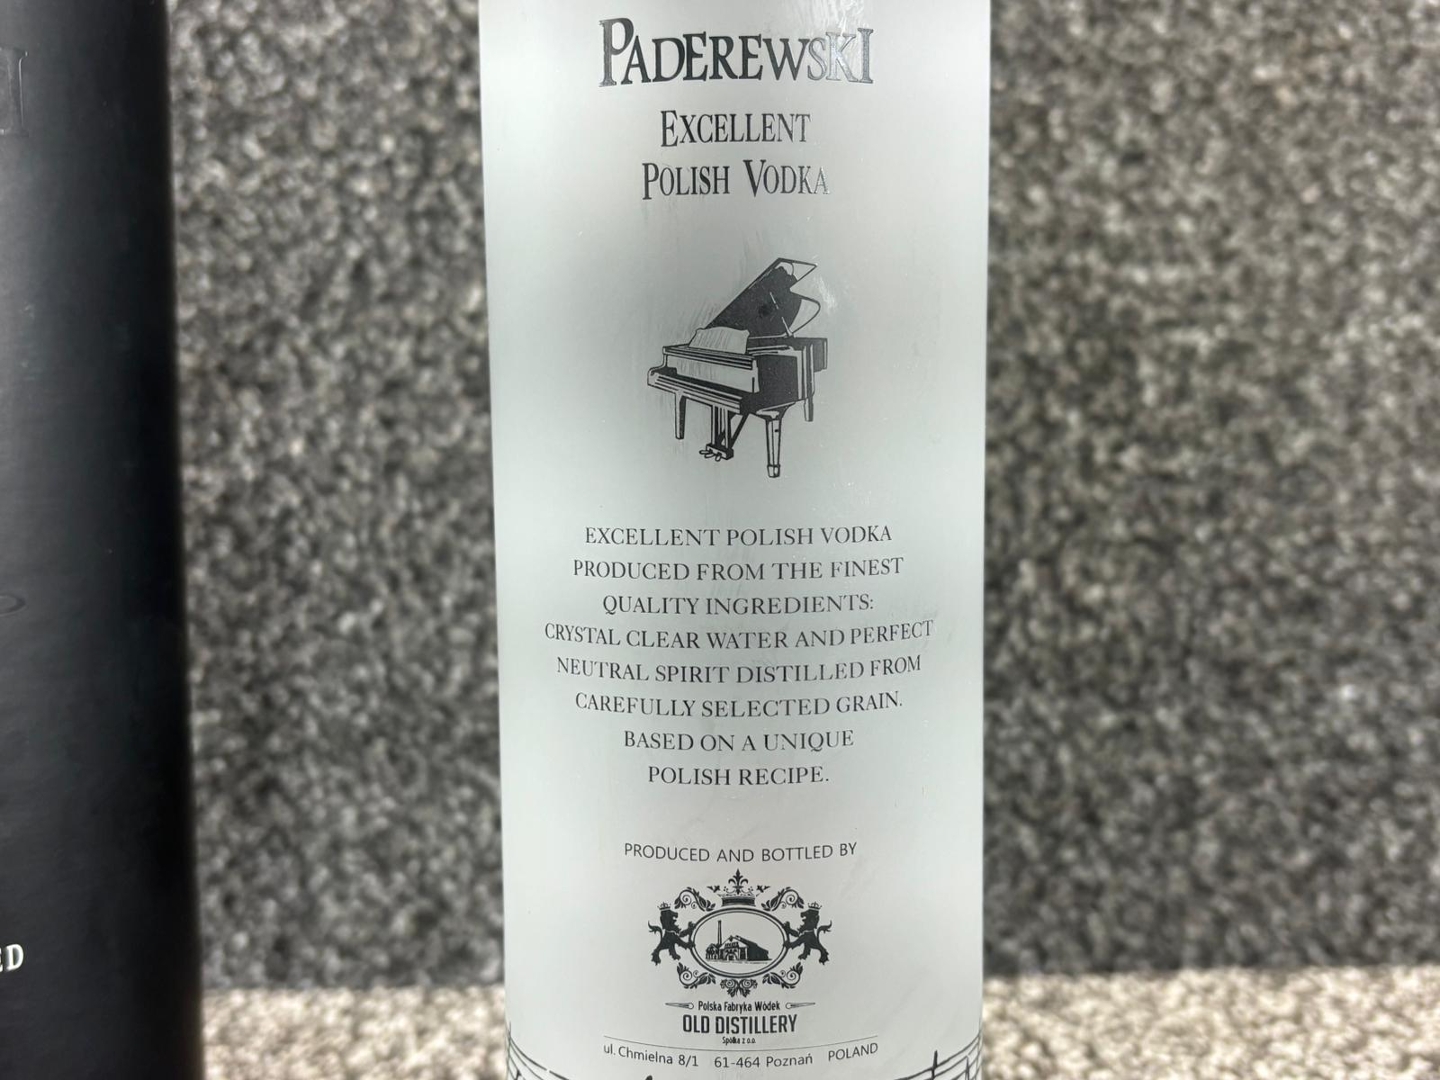 PADEREWSKI
EXCELLENT
POLISH VODKA
EXCELLENT POLISH VODKA
PRODUCED FROM THE FINEST
QUALITY INGREDIENTS:
CRYSTAL CLEAR WATER AND PERFECT
NEUTRAL SPIRIT DISTILLED FROM
CAREFULLY SELECTED GRAIN.
BASED ON A UNIQUE
POLISH RECIPE.
PRODUCED AND BOTTLED BY
Polska Fabryka Wódek
OLD DISTILLERY
Spółka z o.o.
ul. Chmielna 8/1 61-464 Poznań POLAND